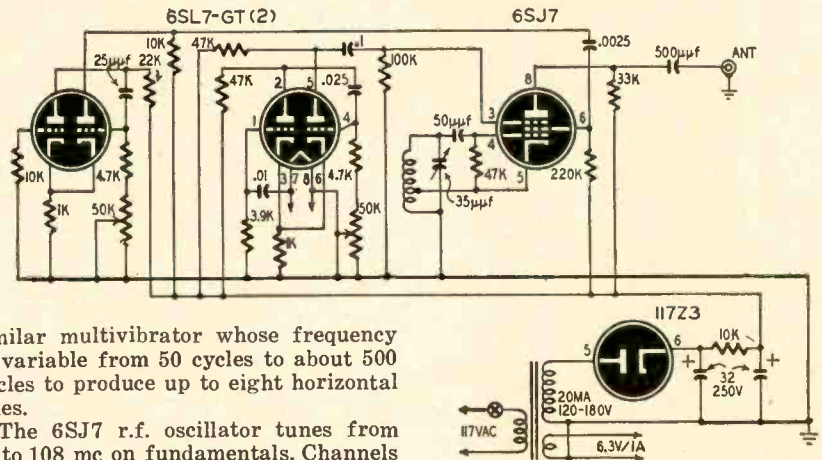 6SL7-GT(2)
6SJ7
25μμf
10K
22K
47K
47K
.1
.025
100K
.0025
500μμf
ANT
33K
2
5
1
4
3 7 8 6
8
3
4
5
6
50μμf
47K
35μμf
220K
10K
4.7K
1K
50K
.01
3.9K
1K
4.7K
50K
117Z3
5
6
10K
+
+
32
250V
20MA
120-180V
117VAC
6.3V/1A
milar multivibrator whose frequency
variable from 50 cycles to about 500
cles to produce up to eight horizontal
es.
The 6SJ7 r.f. oscillator tunes from
to 108 mc on fundamentals. Channels